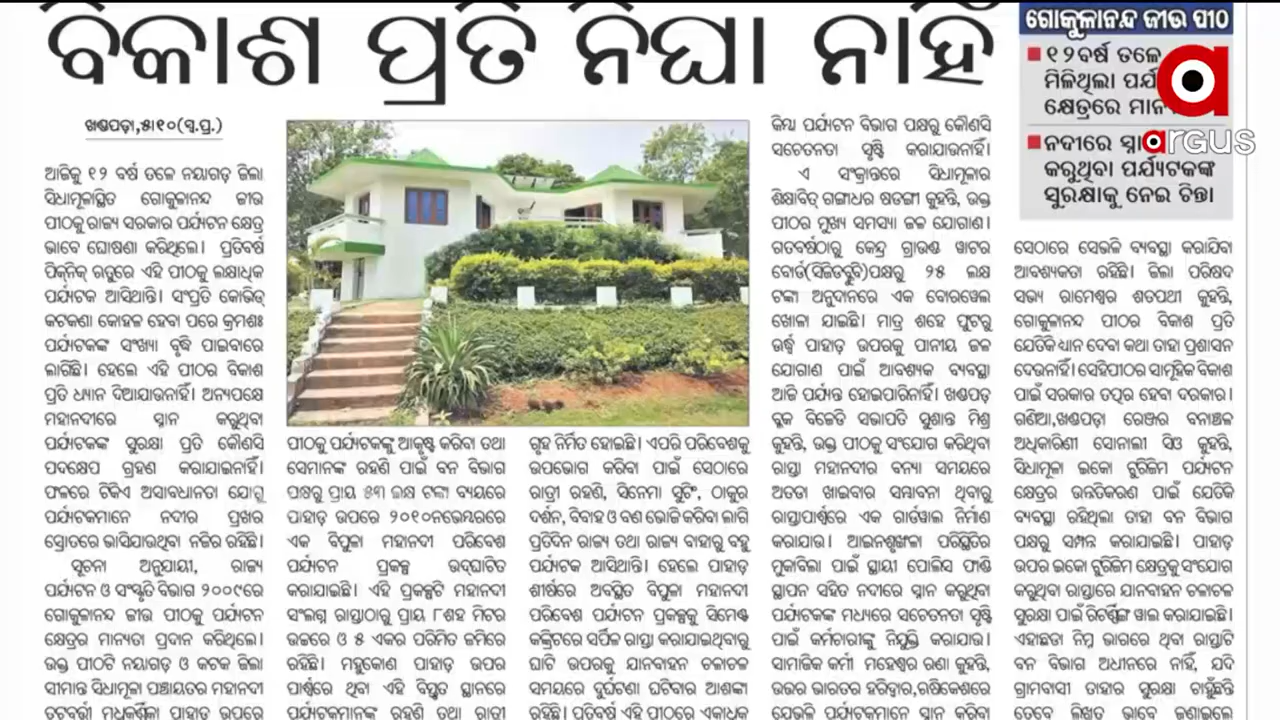 ବିକାଶ ପ୍ରତି ନିଘା ନାହିଁ
ଖଣ୍ଡପଡ଼ା,୫।୧୦(ସ୍ୱ.ପ୍ର.)
ଆଜିକୁ ୧୨ ବର୍ଷ ତଳେ ନୟାଗଡ଼ ଜିଲା
ସିଧାମୂଳାସ୍ଥିତ ଗୋକୁଳାନନ୍ଦ ଜୀଉ
ପୀଠକୁ ରାଜ୍ୟ ସରକାର ପର୍ଯ୍ୟଟନ କ୍ଷେତ୍ର
ଭାବେ ଘୋଷଣା କରିଥିଲେ। ପ୍ରତିବର୍ଷ
ପିକ୍‌ନିକ୍ ଋତୁରେ ଏହି ପୀଠକୁ ଲକ୍ଷାଧିକ
ପର୍ଯ୍ୟଟକ ଆସିଥାନ୍ତି। ସଂପ୍ରତି କୋଭିଡ୍
କଟକଣା କୋହଳ ହେବା ପରେ କ୍ରମଶଃ
ପର୍ଯ୍ୟଟକଙ୍କ ସଂଖ୍ୟା ବୃଦ୍ଧି ପାଇବାରେ
ଲାଗିଛି। ହେଲେ ଏହି ପୀଠର ବିକାଶ
ପ୍ରତି ଧ୍ୟାନ ଦିଆଯାଉନାହିଁ। ଅନ୍ୟପକ୍ଷେ
ମହାନଦୀରେ ସ୍ନାନ କରୁଥିବା
ପର୍ଯ୍ୟଟକଙ୍କ ସୁରକ୍ଷା ପ୍ରତି କୌଣସି
ପଦକ୍ଷେପ ଗ୍ରହଣ କରାଯାଇନାହିଁ।
ଫଳରେ ଟିକିଏ ଅସାବଧାନତା ଯୋଗୁ
ପର୍ଯ୍ୟଟକମାନେ ନଦୀର ପ୍ରଖର
ସ୍ରୋତରେ ଭାସିଯାଉଥିବା ନଜିର ରହିଛି।
ସୂଚନା ଅନୁଯାୟୀ, ରାଜ୍ୟ
ପର୍ଯ୍ୟଟନ ଓ ସଂସ୍କୃତି ବିଭାଗ ୨୦୦୯ରେ
ଗୋକୁଳାନନ୍ଦ ଜୀଉ ପୀଠକୁ ପର୍ଯ୍ୟଟନ
କ୍ଷେତ୍ରର ମାନ୍ୟତା ପ୍ରଦାନ କରିଥିଲେ।
ଉକ୍ତ ପୀଠଟି ନୟାଗଡ଼ ଓ କଟକ ଜିଲା
ସୀମାନ୍ତ ସିଧାମୂଳା ପଞ୍ଚାୟତର ମହାନଦୀ
ତଟବର୍ତ୍ତୀ ପାହାଡ଼ ଉପରେ
ପୀଠକୁ ପର୍ଯ୍ୟଟକଙ୍କୁ ଆକୃଷ୍ଟ କରିବା ତଥା
ସେମାନଙ୍କ ରହଣି ପାଇଁ ବନ ବିଭାଗ
ପକ୍ଷରୁ ପ୍ରାୟ ୫୩ ଲକ୍ଷ ଟଙ୍କା ବ୍ୟୟରେ
ପାହାଡ଼ ଉପରେ ୨୦୧୦ନଭେମ୍ବରରେ
ଏକ ବିପୁଳା ମହାନଦୀ ପରିବେଶ
ପର୍ଯ୍ୟଟନ ପ୍ରକଳ୍ପ ଉଦ୍‌ଘାଟିତ
କରାଯାଇଛି। ଏହି ପ୍ରକଳ୍ପଟି ମହାନଦୀ
ସଂଲଗ୍ନ ରାସ୍ତାଠାରୁ ପ୍ରାୟ ୮ଶହ ମିଟର
ଉଚ୍ଚରେ ଓ ୫ ଏକର ପରିମିତ ଜମିରେ
ରହିଛି। ମହୁକୋଣ ପାହାଡ଼ ଉପର
ପାର୍ଶ୍ୱରେ ଥିବା ଏହି ବିସ୍ତୃତ ସ୍ଥାନରେ
ପର୍ଯ୍ୟଟକମାନଙ୍କ ରହଣି ତଥା ରାତ୍ରୀ
ଗୃହ ନିର୍ମିତ ହୋଇଛି। ଏପରି ପରିବେଶକୁ
ଉପଭୋଗ କରିବା ପାଇଁ ସେଠାରେ
ରାତ୍ରୀ ରହଣି, ସିନେମା ସୁଟିଂ, ଠାକୁର
ଦର୍ଶନ, ବିବାହ ଓ ବଣ ଭୋଜି କରିବା ଲାଗି
ପ୍ରତିଦିନ ରାଜ୍ୟ ତଥା ରାଜ୍ୟ ବାହାରୁ ବହୁ
ପର୍ଯ୍ୟଟକ ଆସିଥାନ୍ତି। ହେଲେ ପାହାଡ଼
ଶୀର୍ଷରେ ଅବସ୍ଥିତ ବିପୁଳା ମହାନଦୀ
ପରିବେଶ ପର୍ଯ୍ୟଟନ ପ୍ରକଳ୍ପକୁ ସିମେଣ୍ଟ
କଙ୍କ୍ରିଟରେ ସର୍ପିଳ ରାସ୍ତା କରାଯାଇଥିବାରୁ
ଘାଟି ଉପରକୁ ଯାନବାହନ ଚଳାଚଳ
ସମୟରେ ଦୁର୍ଘଟଣା ଘଟିବାର ଆଶଙ୍କା
ରହିଛି। ପ୍ରତିବର୍ଷ ଏହି ପୀଠରେ ଏକାଧିକ
କିମ୍ବା ପର୍ଯ୍ୟଟନ ବିଭାଗ ପକ୍ଷରୁ କୌଣସି
ସଚେତନତା ସୃଷ୍ଟି କରାଯାଉନାହିଁ।
ଏ ସଂକ୍ରାନ୍ତରେ ସିଧାମୂଳାର
ଶିକ୍ଷାବିତ୍ ଗଙ୍ଗାଧର ଷଡଙ୍ଗୀ କୁହନ୍ତି, ଉକ୍ତ
ପୀଠର ମୁଖ୍ୟ ସମସ୍ୟା ଜଳ ଯୋଗାଣ।
ଗତବର୍ଷଠାରୁ କେନ୍ଦ୍ର ଗ୍ରାଉଣ୍ଡ ୱାଟର
ବୋର୍ଡ(ସିଜିଡବ୍ଲୁବି)ପକ୍ଷରୁ ୨୫ ଲକ୍ଷ
ଟଙ୍କା ଅନୁଦାନରେ ଏକ ବୋରୱେଲ
ଖୋଳା ଯାଇଛି। ମାତ୍ର ଶହେ ଫୁଟରୁ
ଊର୍ଦ୍ଧ୍ୱ ପାହାଡ଼ ଉପରକୁ ପାନୀୟ ଜଳ
ଯୋଗାଣ ପାଇଁ ଆବଶ୍ୟକ ବ୍ୟବସ୍ଥା
ଆଜି ପର୍ଯ୍ୟନ୍ତ ହୋଇପାରିନାହିଁ। ଖଣ୍ଡପଡ଼ା
ବ୍ଲକ ବିଜେଡି ସଭାପତି ସୁଶାନ୍ତ ମିଶ୍ର
କୁହନ୍ତି, ଉକ୍ତ ପୀଠକୁ ସଂଯୋଗ କରିଥିବା
ରାସ୍ତା ମହାନଦୀର ବନ୍ୟା ସମୟରେ
ଅତଡା ଖାଇବାର ସମ୍ଭାବନା ଥିବାରୁ
ରାସ୍ତାପାର୍ଶ୍ୱରେ ଏକ ଗାର୍ଡୱାଲ ନିର୍ମାଣ
କରାଯାଉ। ଆଇନଶୃଙ୍ଖଳା ପରିସ୍ଥିତିର
ମୁକାବିଲା ପାଇଁ ସ୍ଥାୟୀ ପୋଲିସ ଫାଣ୍ଡି
ସ୍ଥାପନ ସହିତ ନଦୀରେ ସ୍ନାନ କରୁଥିବା
ପର୍ଯ୍ୟଟକଙ୍କ ମଧ୍ୟରେ ସଚେତନତା ସୃଷ୍ଟି
ପାଇଁ କର୍ମଚାରୀଙ୍କୁ ନିଯୁକ୍ତି କରାଯାଉ।
ସାମାଜିକ କର୍ମୀ ମହେଶ୍ୱର ରଣା କୁହନ୍ତି,
ଉତ୍ତର ଭାରତର ହରିଦ୍ୱାର,ଋଷିକେଶରେ
ଯେଭଳି ପର୍ଯ୍ୟଟକମାନେ ସ୍ନାନ କରିବା
ଗୋକୁଳାନନ୍ଦ ଜୀଉ ପୀଠ
୧୨ବର୍ଷ ତଳେ
ମିଳିଥିଲା
କ୍ଷେତ୍ରରେ
ନଦୀରେ
କରୁଥିବା ପର୍ଯ୍ୟଟକଙ୍କ
ସୁରକ୍ଷାକୁ ନେଇ ଚିନ୍ତା
argus
ସେଠାରେ ସେଭଳି ବ୍ୟବସ୍ଥା କରାଯିବା
ଆବଶ୍ୟକତା ରହିଛି। ଜିଲା ପରିଷଦ
ସଭ୍ୟ ରାମେଶ୍ୱର ଶତପଥୀ କୁହନ୍ତି,
ଗୋକୁଳାନନ୍ଦ ପୀଠର ବିକାଶ ପ୍ରତି
ଯେତିକି ଧ୍ୟାନ ଦେବା କଥା ତାହା ପ୍ରଶାସନ
ଦେଉନାହିଁ। ସେହିପୀଠର ସାମୂହିକ ବିକାଶ
ପାଇଁ ସରକାର ତତ୍ପର ହେବା ଦରକାର।
ଗଣିଆ,ଖଣ୍ଡପଡ଼ା ରେଞ୍ଜର ବନାଞ୍ଚଳ
ଅଧିକାରିଣୀ ସୋନାଲୀ ସିଓ କୁହନ୍ତି,
ସିଧାମୂଳା ଇକୋ ଟୁରିଜିମ ପର୍ଯ୍ୟଟନ
କ୍ଷେତ୍ରର ଉନ୍ନତିକରଣ ପାଇଁ ଯେତିକି
ବ୍ୟବସ୍ଥା ରହିଥିଲା ତାହା ବନ ବିଭାଗ
ପକ୍ଷରୁ ସମ୍ପନ୍ନ କରାଯାଇଛି। ପାହାଡ଼
ଉପର ଇକୋ ଟୁରିଜିମ କ୍ଷେତ୍ରକୁ ସଂଯୋଗ
କରୁଥିବା ରାସ୍ତାରେ ଯାନବାହନ ଚଳାଚଳ
ସୁରକ୍ଷା ପାଇଁ ରିଟର୍ଣ୍ଣିଙ୍ଗ ୱାଲ କରାଯାଇଛି।
ଏହାଛଡା ନିମ୍ନ ଭାଗରେ ଥିବା ରାସ୍ତାଟି
ବନ ବିଭାଗ ଅଧୀନରେ ନାହିଁ, ଯଦି
ଗ୍ରାମବାସୀ ତାହାର ସୁରକ୍ଷା ଚାହୁଁଛନ୍ତି
ତେବେ ଲିଖିତ ଭାବେ ଜଣାଇଲେ